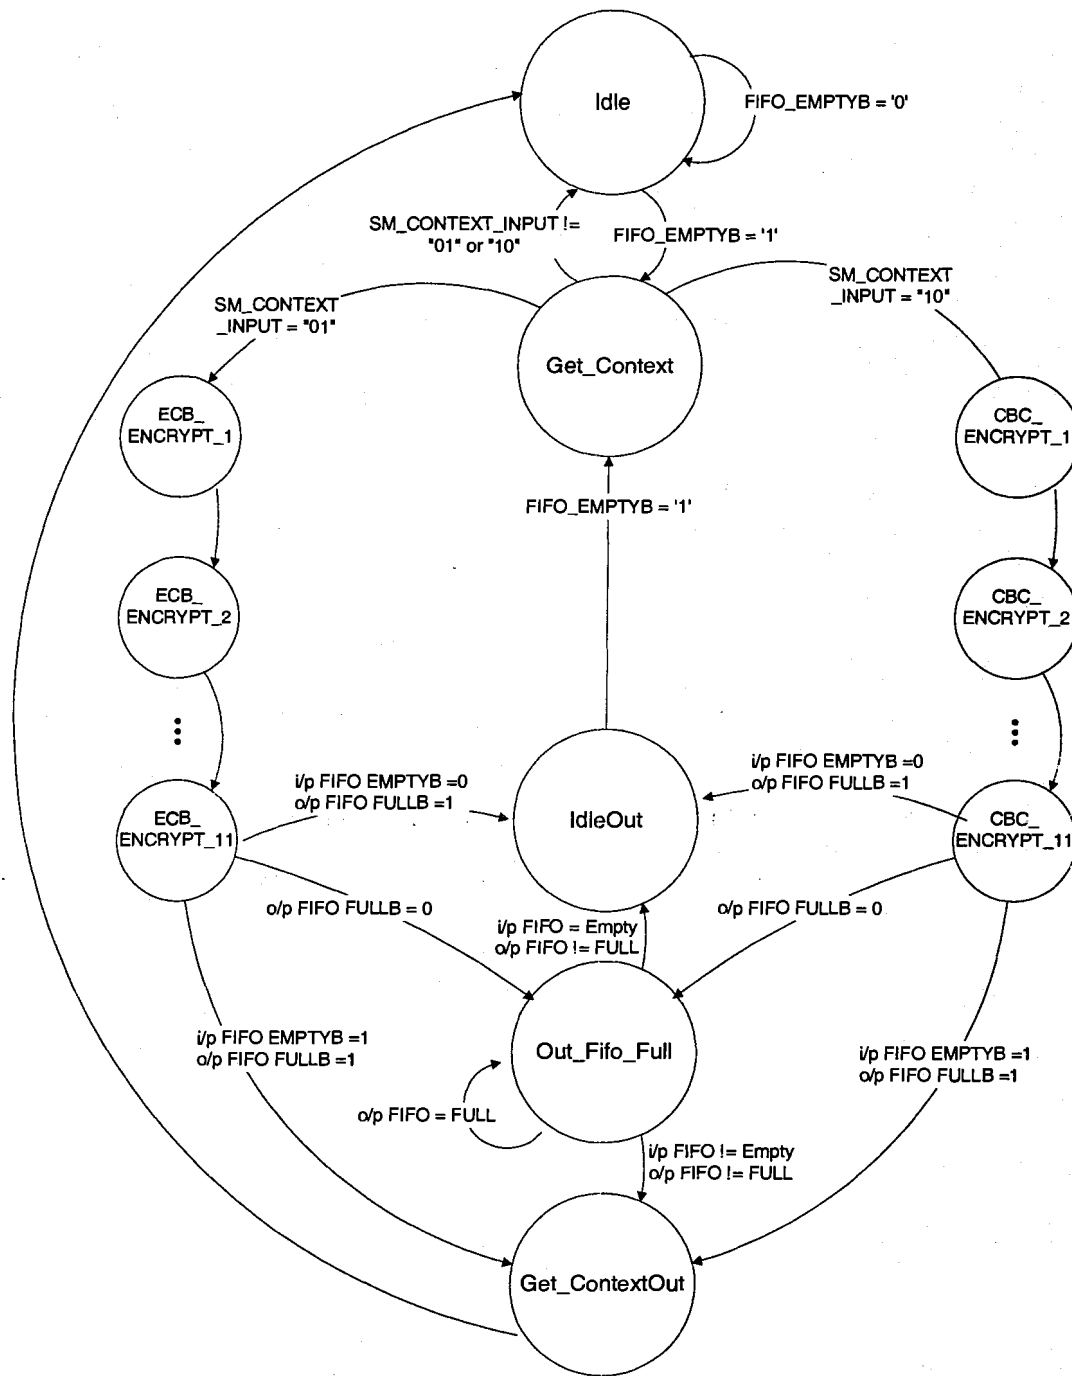 Idle
FIFO_EMPTYB = '0'
SM_CONTEXT_INPUT !=
"01" or "10"
FIFO_EMPTYB = '1'
SM_CONTEXT
_INPUT = "01"
SM_CONTEXT
_INPUT = "10"
Get_Context
ECB_
ENCRYPT_1
CBC_
ENCRYPT_1
FIFO_EMPTYB = '1'
ECB_
ENCRYPT_2
CBC_
ENCRYPT_2
i/p FIFO EMPTYB =0
o/p FIFO FULLB =1
i/p FIFO EMPTYB =0
o/p FIFO FULLB =1
ECB_
ENCRYPT_11
IdleOut
CBC_
ENCRYPT_11
o/p FIFO FULLB = 0
i/p FIFO = Empty
o/p FIFO != FULL
o/p FIFO FULLB = 0
i/p FIFO EMPTYB =1
o/p FIFO FULLB =1
Out_Fifo_Full
i/p FIFO EMPTYB =1
o/p FIFO FULLB =1
o/p FIFO = FULL
i/p FIFO != Empty
o/p FIFO != FULL
Get_ContextOut